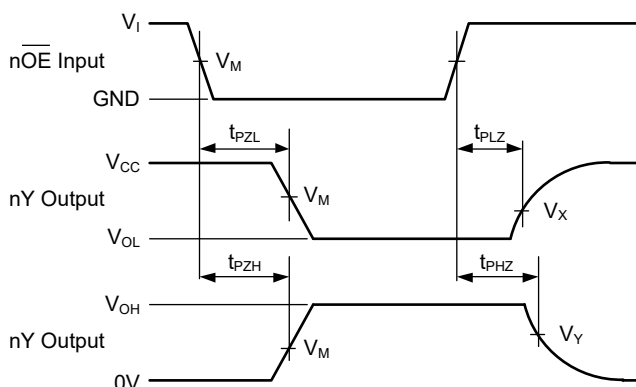 V_I
nO̅E̅ Input
V_M
GND
t_PZL
t_PLZ
V_CC
nY Output
V_M
V_X
V_OL
t_PZH
t_PHZ
V_OH
nY Output
V_M
V_Y
0V